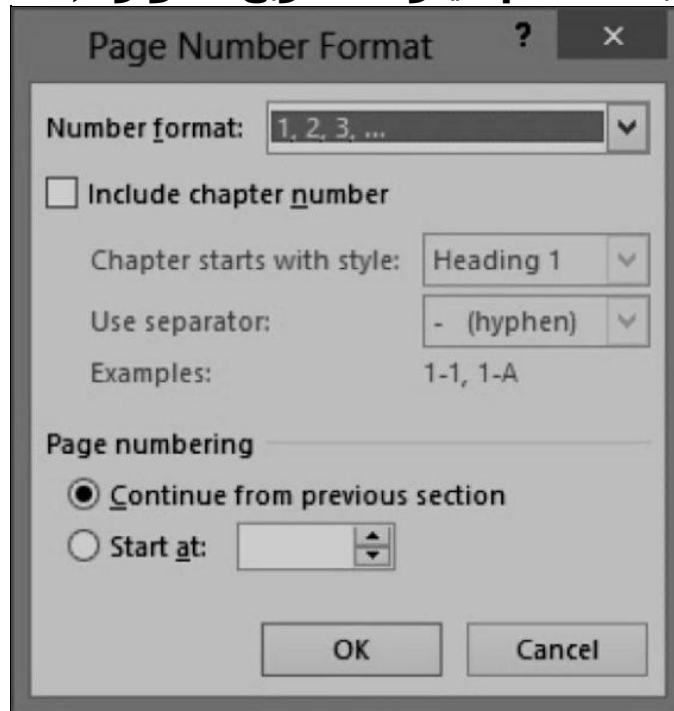 Page Number Format ? ×
Number format: 1, 2, 3, ...
Include chapter number
Chapter starts with style: Heading 1
Use separator: - (hyphen)
Examples: 1-1, 1-A
Page numbering
Continue from previous section
Start at:
OK Cancel